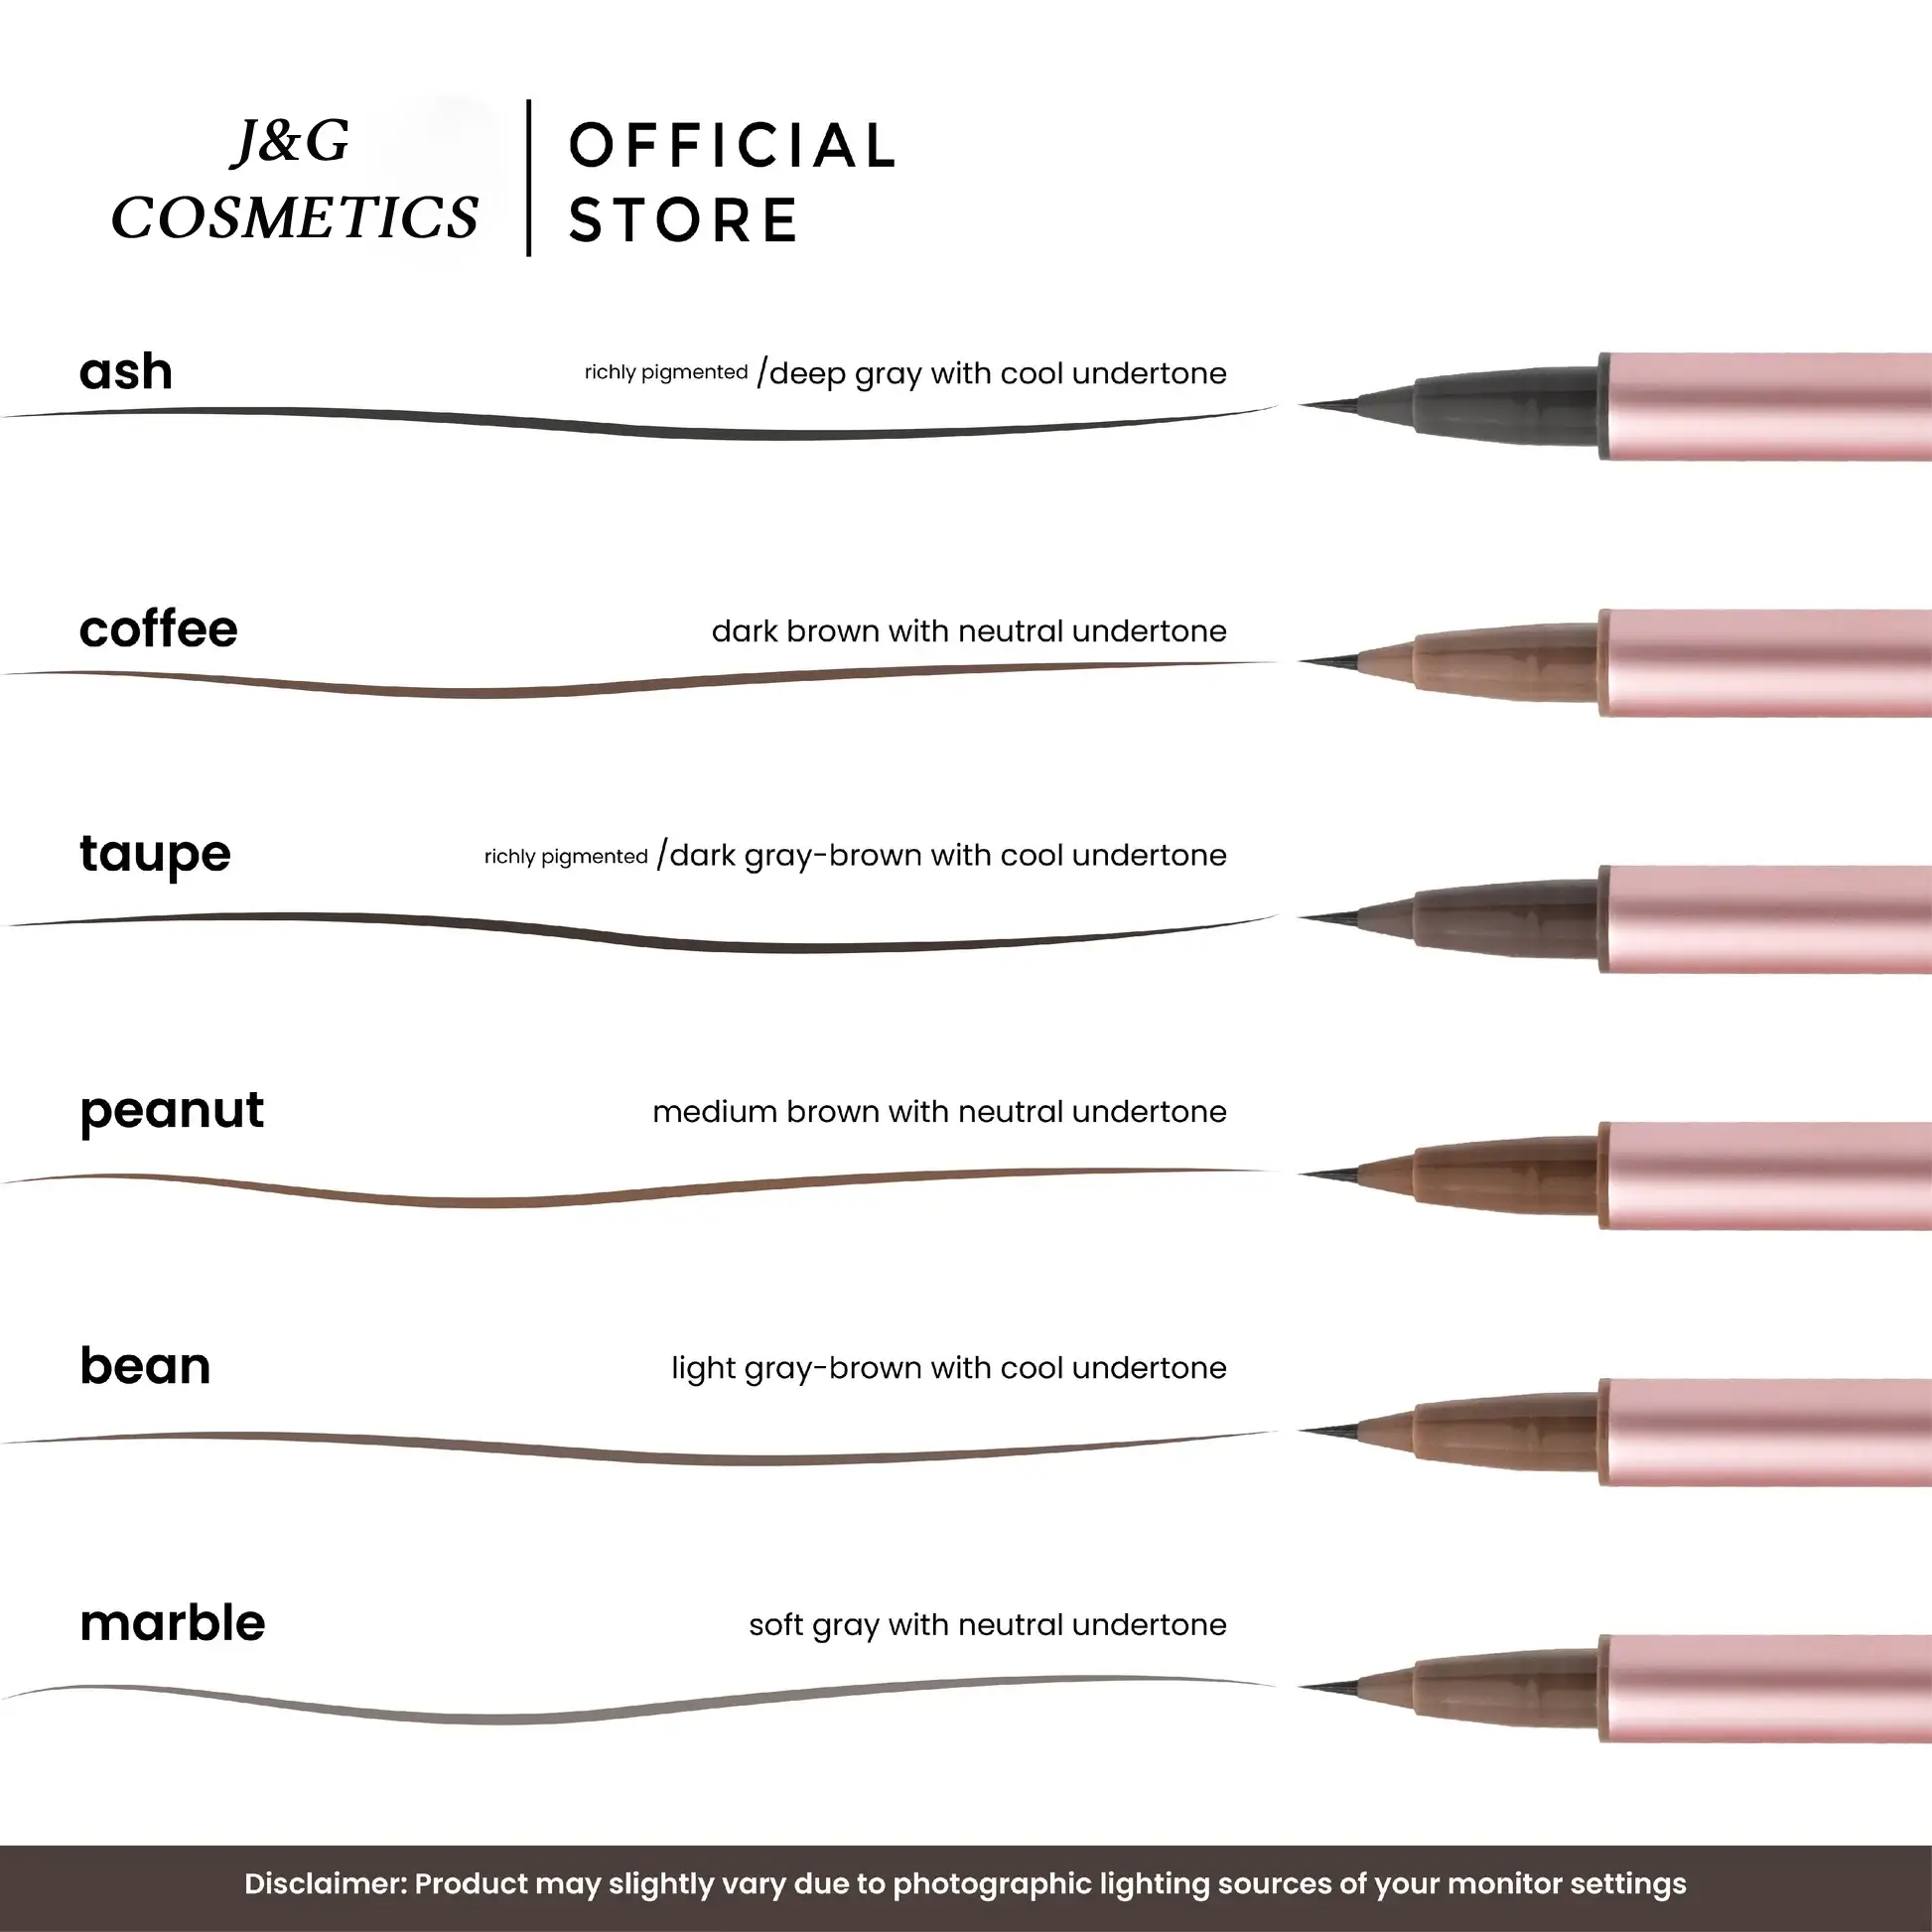 J&G
COSMETICS
OFFICIAL
STORE
ash
richly pigmented /deep gray with cool undertone
coffee
dark brown with neutral undertone
taupe
richly pigmented /dark gray-brown with cool undertone
peanut
medium brown with neutral undertone
bean
light gray-brown with cool undertone
marble
soft gray with neutral undertone
Disclaimer: Product may slightly vary due to photographic lighting sources of your monitor settings